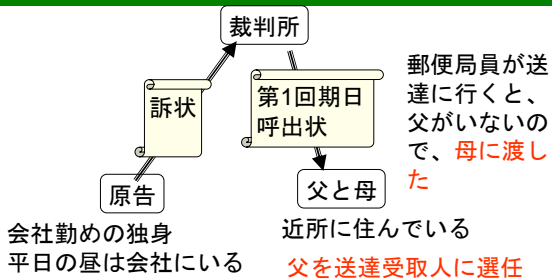 裁判所
訴状
第1回期日
呼出状
郵便局員が送
達に行くと、
父がいないの
で、母に渡し
た
原告
父と母
会社勤めの独身
平日の昼は会社にいる
近所に住んでいる
父を送達受取人に選任